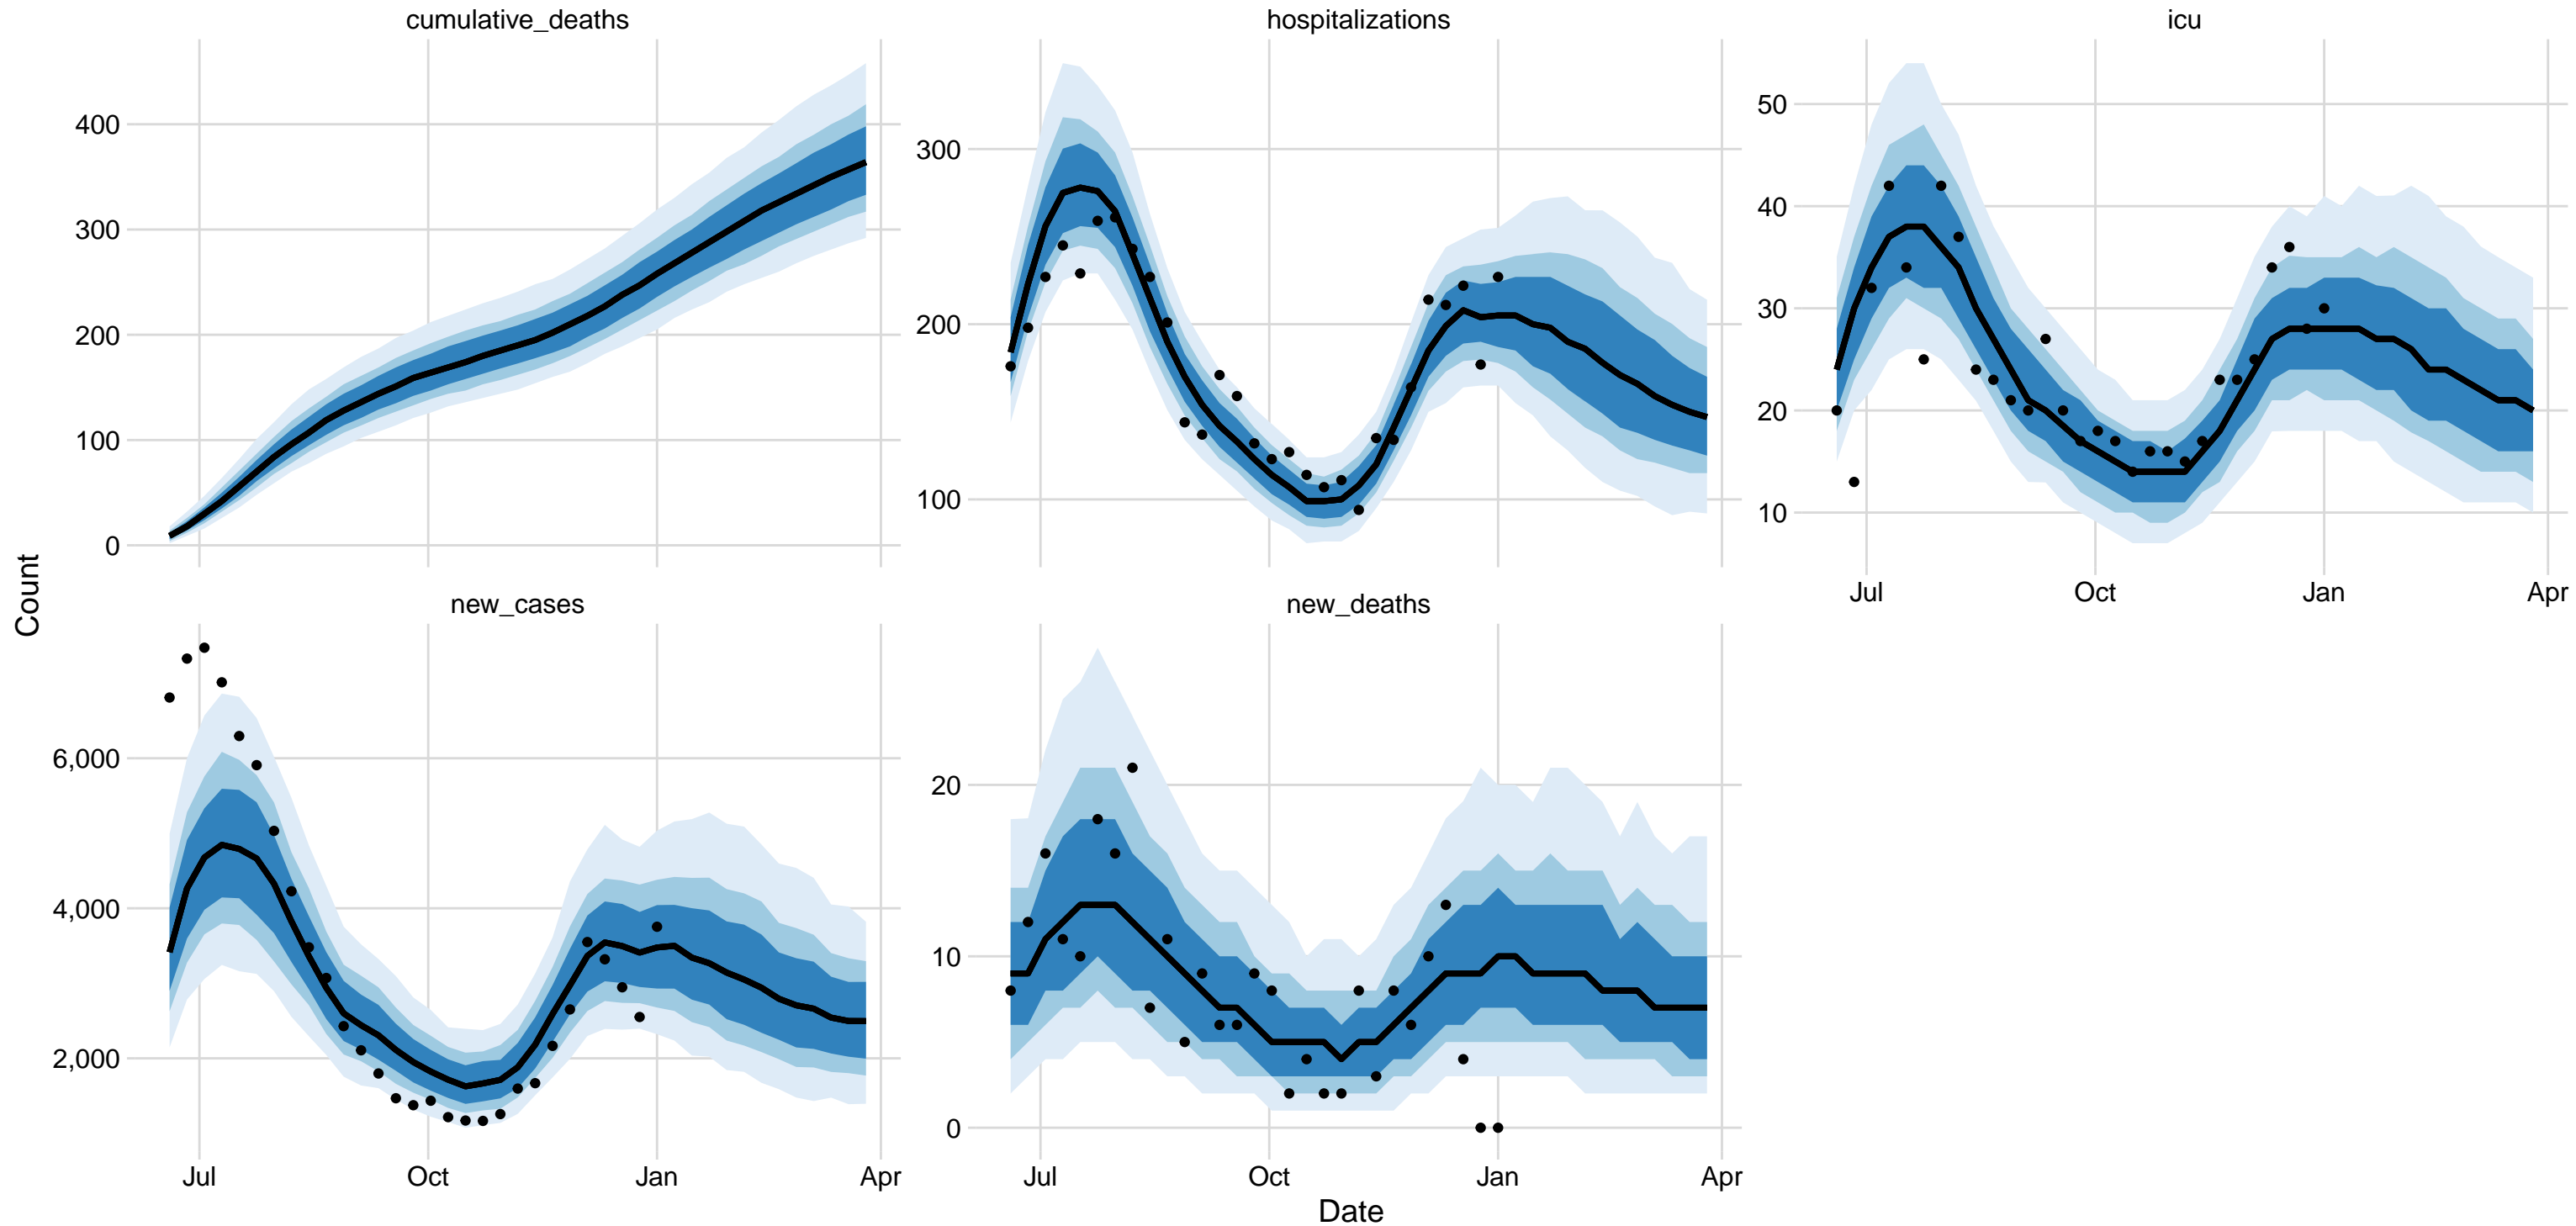 cumulative_deaths
hospitalizations
icu
400
300
200
100
0
300
200
100
50
40
30
20
10
Jul Oct Jan Apr
Count
new_cases
new_deaths
6,000
4,000
2,000
20
10
0
Jul Oct Jan Apr
Jul Oct Jan Apr
Date